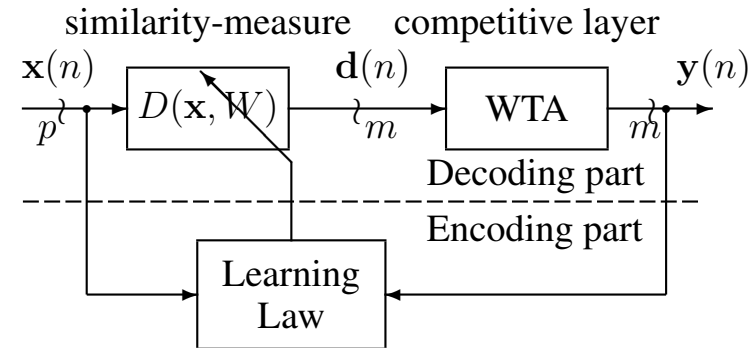 similarity-measure competitive layer
x(n) d(n) y(n)
D(x, W) WTA
p m m
Decoding part
Encoding part
Learning
Law